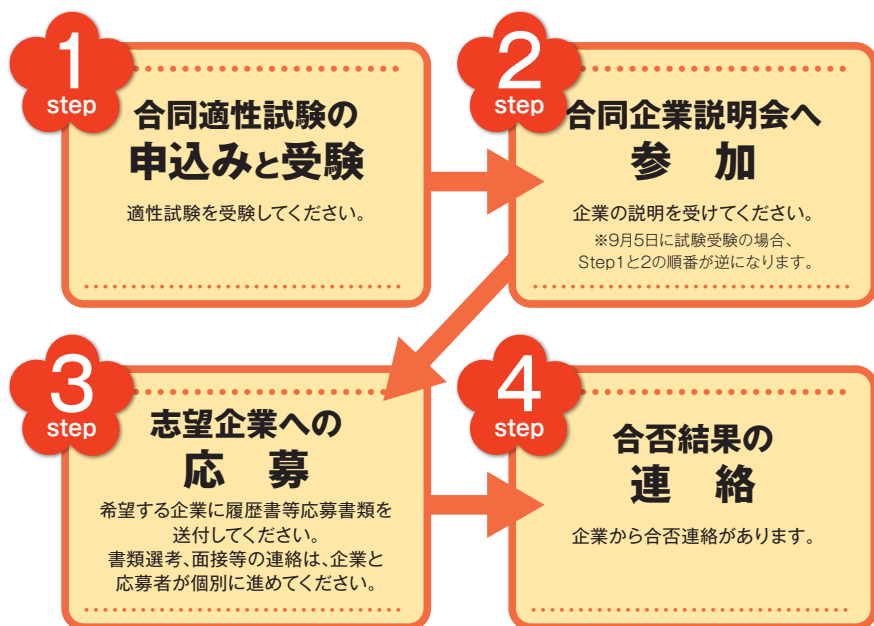 1
step
合同適性試験の
申込みと受験
適性試験を受験してください。
2
step
合同企業説明会へ
参　加
企業の説明を受けてください。
※9月5日に試験受験の場合、
Step1と2の順番が逆になります。
3
step
志望企業への
応　募
希望する企業に履歴書等応募書類を
送付してください。
書類選考、面接等の連絡は、企業と
応募者が個別に進めてください。
4
step
合否結果の
連　絡
企業から合否連絡があります。